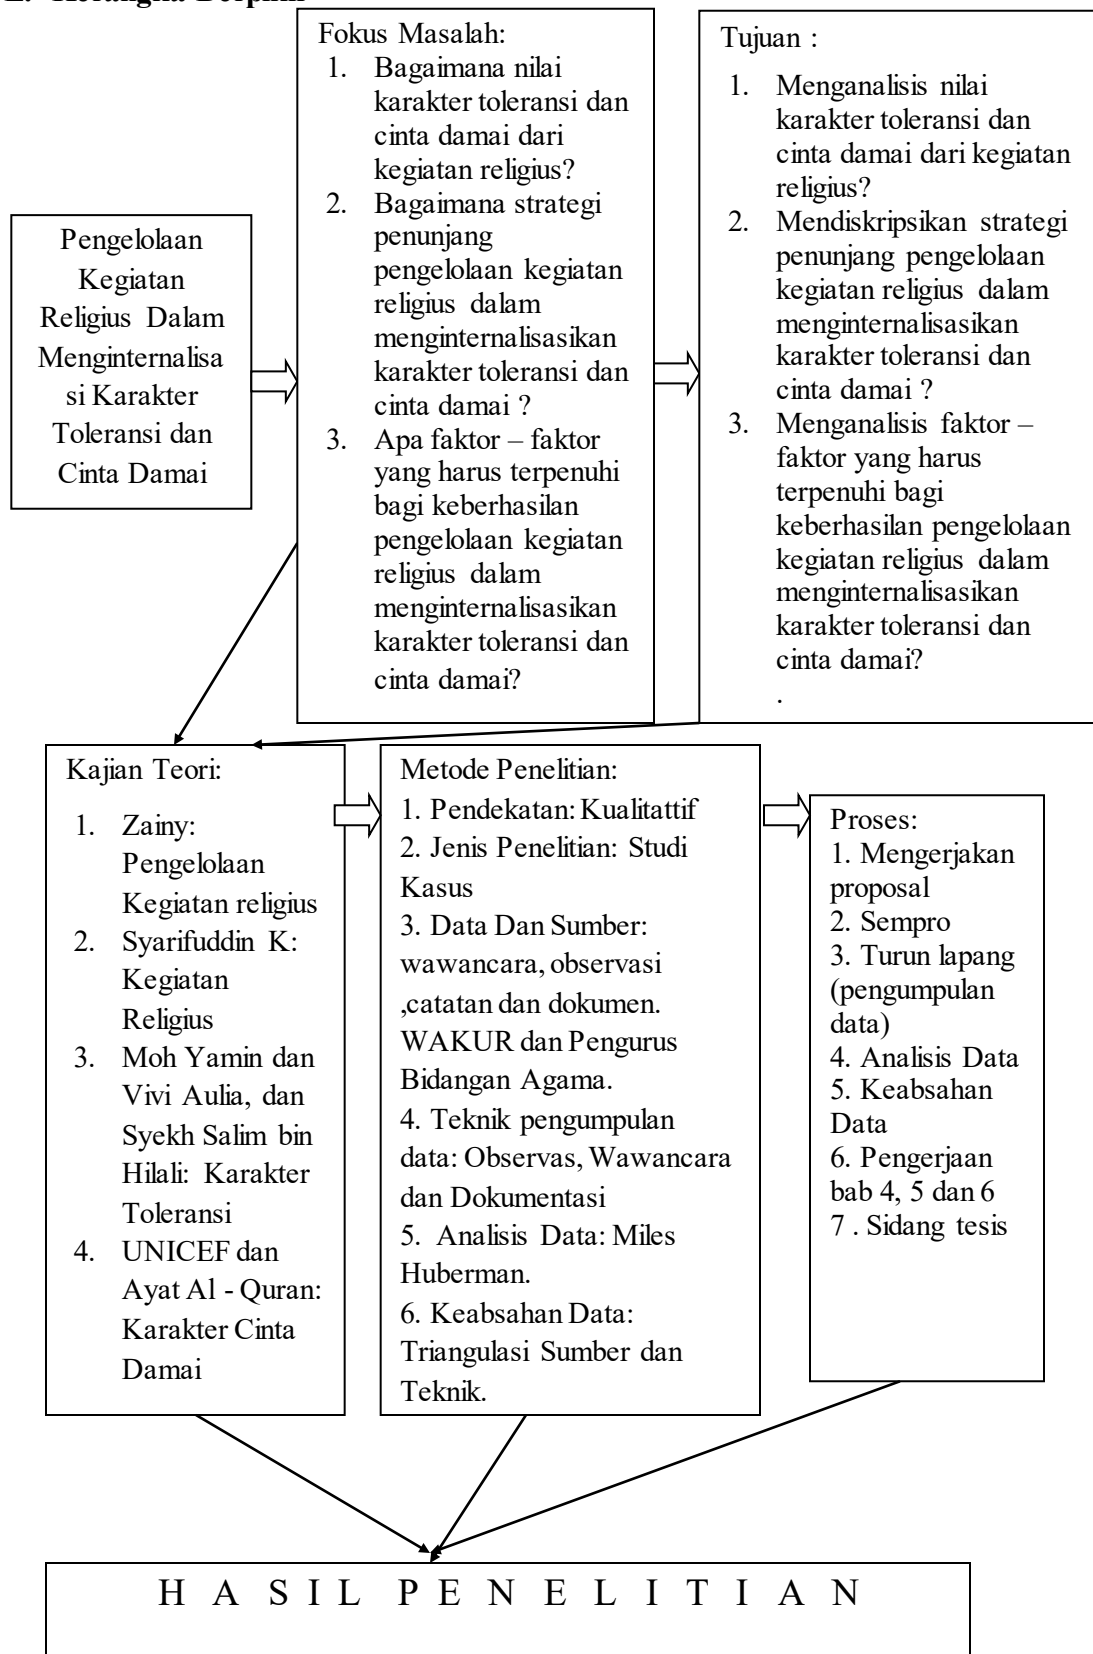 Pengelolaan
Kegiatan
Religius Dalam
Menginternalisa
si Karakter
Toleransi dan
Cinta Damai
Fokus Masalah:
1. Bagaimana nilai
karakter toleransi dan
cinta damai dari
kegiatan religius?
2. Bagaimana strategi
penunjang
pengelolaan kegiatan
religius dalam
menginternalisasikan
karakter toleransi dan
cinta damai ?
3. Apa faktor – faktor
yang harus terpenuhi
bagi keberhasilan
pengelolaan kegiatan
religius dalam
menginternalisasikan
karakter toleransi dan
cinta damai?
Tujuan :
1. Menganalisis nilai
karakter toleransi dan
cinta damai dari kegiatan
religius?
2. Mendiskripsikan strategi
penunjang pengelolaan
kegiatan religius dalam
menginternalisasikan
karakter toleransi dan
cinta damai ?
3. Menganalisis faktor –
faktor yang harus
terpenuhi bagi
keberhasilan pengelolaan
kegiatan religius dalam
menginternalisasikan
karakter toleransi dan
cinta damai?
.
Kajian Teori:
1. Zainy:
Pengelolaan
Kegiatan religius
2. Syarifuddin K:
Kegiatan
Religius
3. Moh Yamin dan
Vivi Aulia, dan
Syekh Salim bin
Hilali: Karakter
Toleransi
4. UNICEF dan
Ayat Al - Quran:
Karakter Cinta
Damai
Metode Penelitian:
1. Pendekatan: Kualitattif
2. Jenis Penelitian: Studi
Kasus
3. Data Dan Sumber:
wawancara, observasi
,catatan dan dokumen.
WAKUR dan Pengurus
Bidangan Agama.
4. Teknik pengumpulan
data: Observas, Wawancara
dan Dokumentasi
5. Analisis Data: Miles
Huberman.
6. Keabsahan Data:
Triangulasi Sumber dan
Teknik.
Proses:
1. Mengerjakan
proposal
2. Sempro
3. Turun lapang
(pengumpulan
data)
4. Analisis Data
5. Keabsahan
Data
6. Pengerjaan
bab 4, 5 dan 6
7 . Sidang tesis
H A S I L P E N E L I T I A N